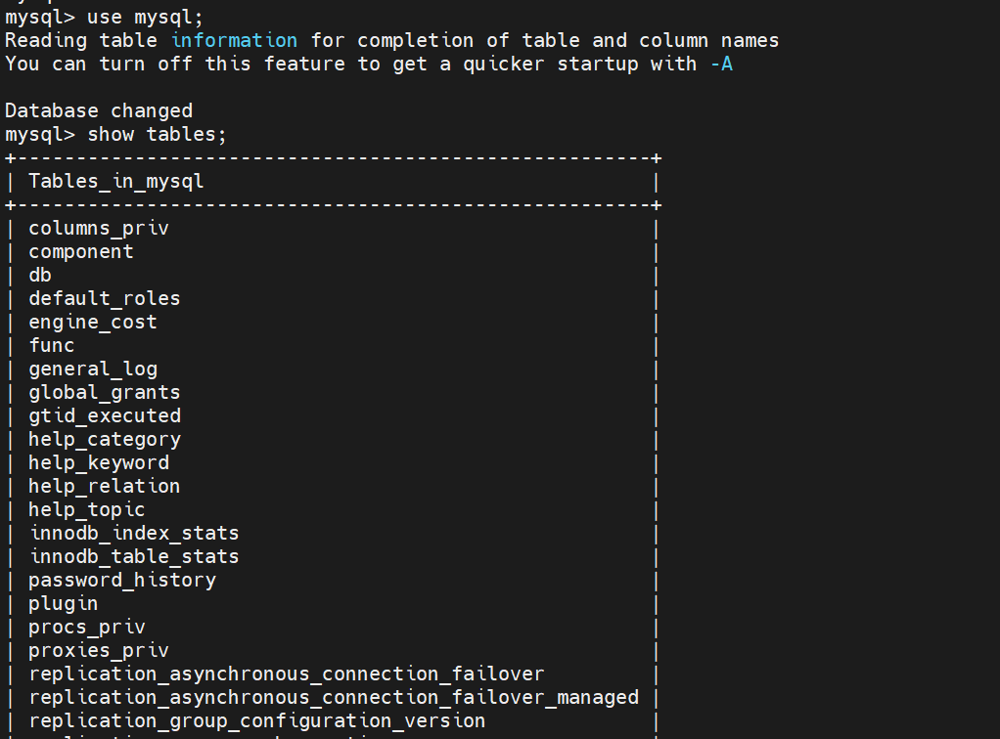 mysql> use mysql;
Reading table information for completion of table and column names
You can turn off this feature to get a quicker startup with -A

Database changed
mysql> show tables;
+------------------------------------------------------+
| Tables_in_mysql                                      |
+------------------------------------------------------+
| columns_priv                                         |
| component                                            |
| db                                                   |
| default_roles                                        |
| engine_cost                                          |
| func                                                 |
| general_log                                          |
| global_grants                                        |
| gtid_executed                                        |
| help_category                                        |
| help_keyword                                         |
| help_relation                                        |
| help_topic                                           |
| innodb_index_stats                                   |
| innodb_table_stats                                   |
| password_history                                     |
| plugin                                               |
| procs_priv                                           |
| proxies_priv                                         |
| replication_asynchronous_connection_failover         |
| replication_asynchronous_connection_failover_managed |
| replication_group_configuration_version              |